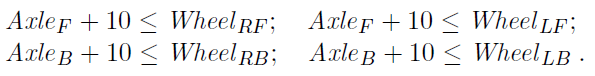 Axle_F + 10 ≤ Wheel_RF; Axle_F + 10 ≤ Wheel_LF;
Axle_B + 10 ≤ Wheel_RB; Axle_B + 10 ≤ Wheel_LB .